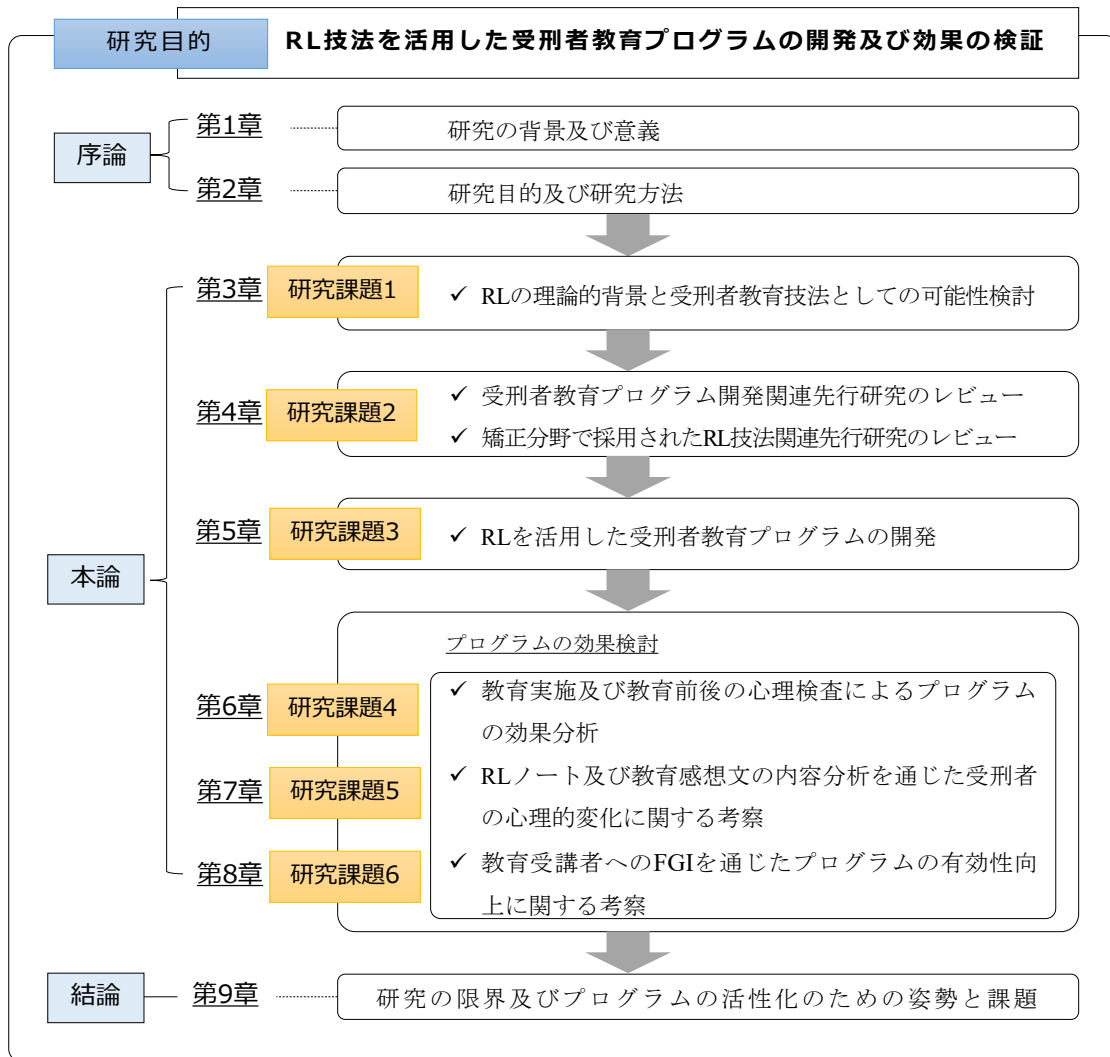 研究目的
RL技法を活用した受刑者教育プログラムの開発及び効果の検証
序論
第1章
研究の背景及び意義
第2章
研究目的及び研究方法
本論
第3章
研究課題1
✓ RLの理論的背景と受刑者教育技法としての可能性検討
第4章
研究課題2
✓ 受刑者教育プログラム開発関連先行研究のレビュー
✓ 矯正分野で採用されたRL技法関連先行研究のレビュー
第5章
研究課題3
✓ RLを活用した受刑者教育プログラムの開発
プログラムの効果検討
第6章
研究課題4
✓ 教育実施及び教育前後の心理検査によるプログラム
の効果分析
第7章
研究課題5
✓ RLノート及び教育感想文の内容分析を通じた受刑者
の心理的変化に関する考察
第8章
研究課題6
✓ 教育受講者へのFGIを通じたプログラムの有効性向
上に関する考察
結論
第9章
研究の限界及びプログラムの活性化のための姿勢と課題